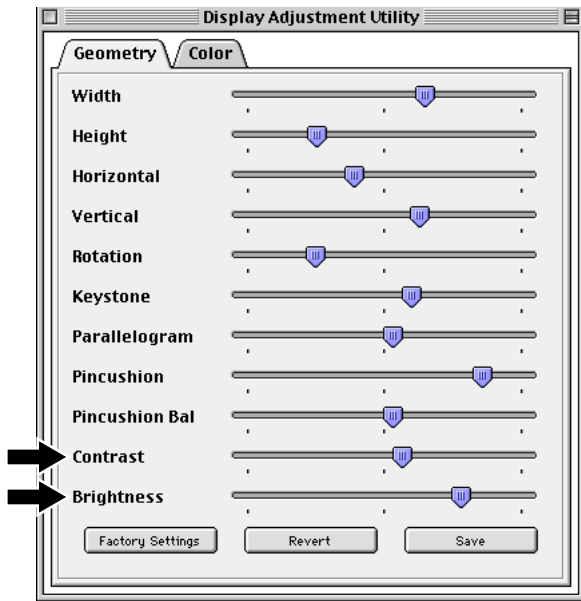 Display Adjustment Utility
Geometry Color
Width
Height
Horizontal
Vertical
Rotation
Keystone
Parallelogram
Pincushion
Pincushion Bal
Contrast
Brightness
Factory Settings Revert Save